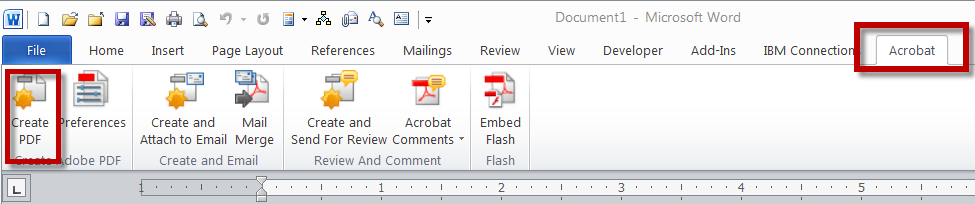 Document1 - Microsoft Word
File Home Insert Page Layout References Mailings Review View Developer Add-Ins IBM Connection Acrobat
Create Preferences Create and Mail Create and Acrobat Embed
PDF Attach to Email Merge Send For Review Comments Flash
Create Adobe PDF Create and Email Review And Comment Flash
L 1 1 2 3 4 5